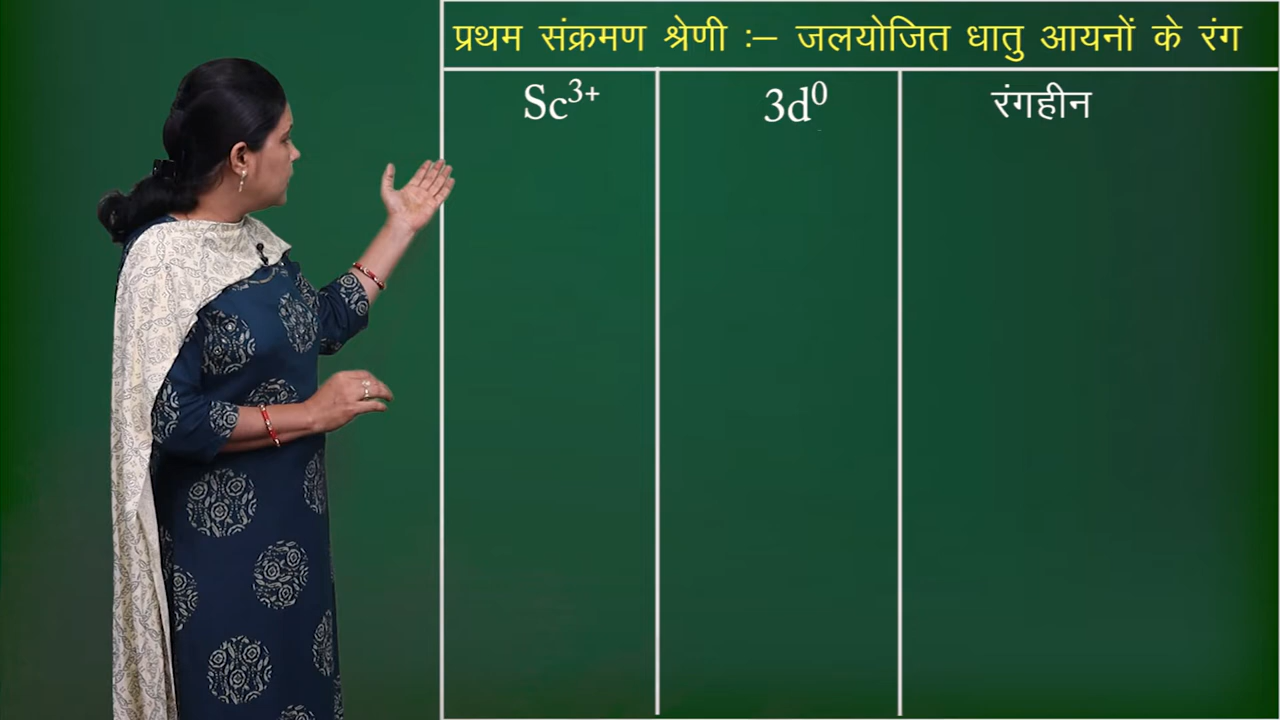 प्रथम संक्रमण श्रेणी :– जलयोजित धातु आयनों के रंग
Sc³⁺ 3d⁰ रंगहीन